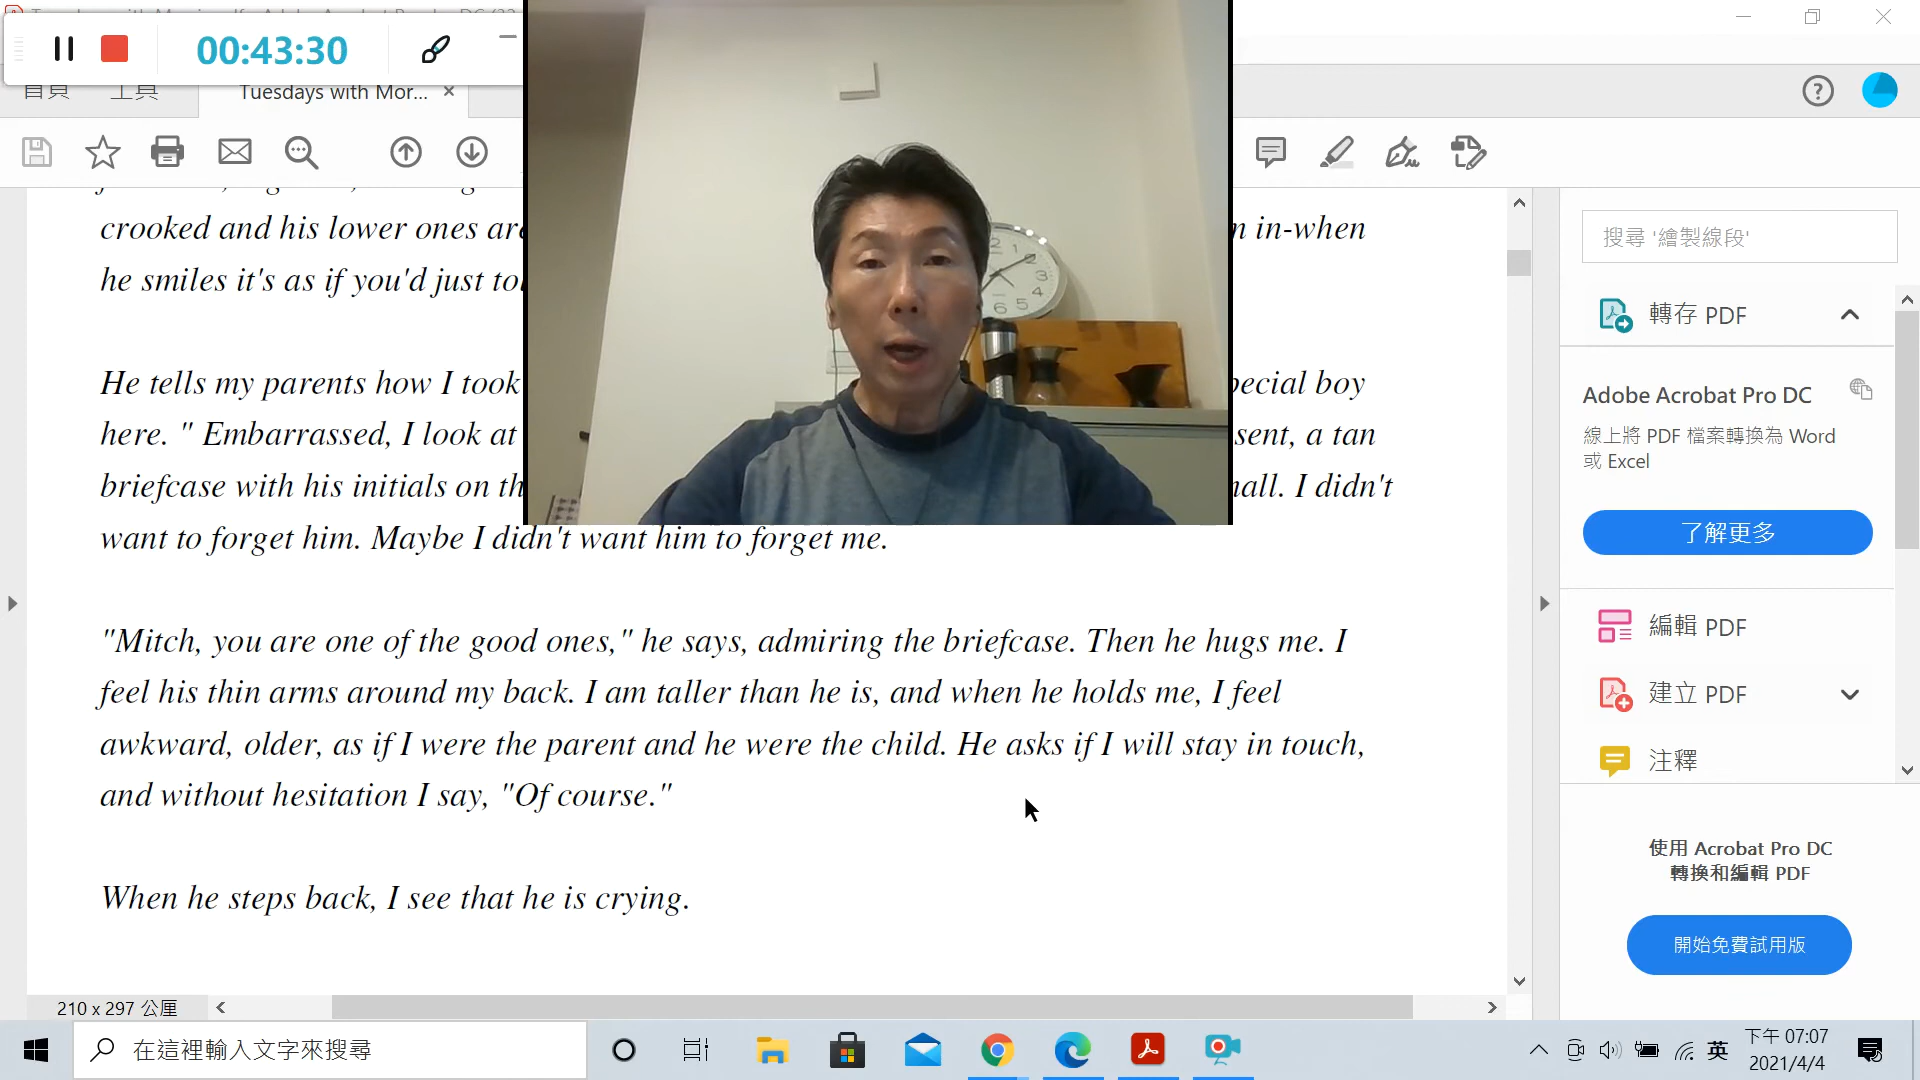 00:43:30
首頁 工具 Tuesdays with Mor...
crooked and his lower ones are
in-when
he smiles it's as if you'd just
He tells my parents how I took
pecial boy
here. " Embarrassed, I look at
sent, a tan
briefcase with his initials on th
nall. I didn't
want to forget him. Maybe I didn't want him to forget me.
"Mitch, you are one of the good ones," he says, admiring the briefcase. Then he hugs me. I
feel his thin arms around my back. I am taller than he is, and when he holds me, I feel
awkward, older, as if I were the parent and he were the child. He asks if I will stay in touch,
and without hesitation I say, "Of course."
When he steps back, I see that he is crying.
210 x 297 公厘
搜尋 '繪製線段'
轉存 PDF
Adobe Acrobat Pro DC
線上將 PDF 檔案轉換為 Word
或 Excel
了解更多
編輯 PDF
建立 PDF
注釋
使用 Acrobat Pro DC
轉換和編輯 PDF
開始免費試用版
在這裡輸入文字來搜尋
英
下午 07:07
2021/4/4